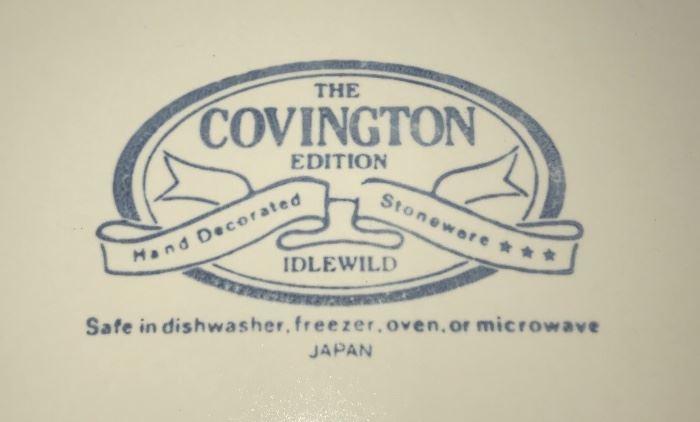 THE
COVINGTON
EDITION
Hand Decorated Stoneware ★★★
IDLEWILD
Safe in dishwasher, freezer, oven, or microwave
JAPAN